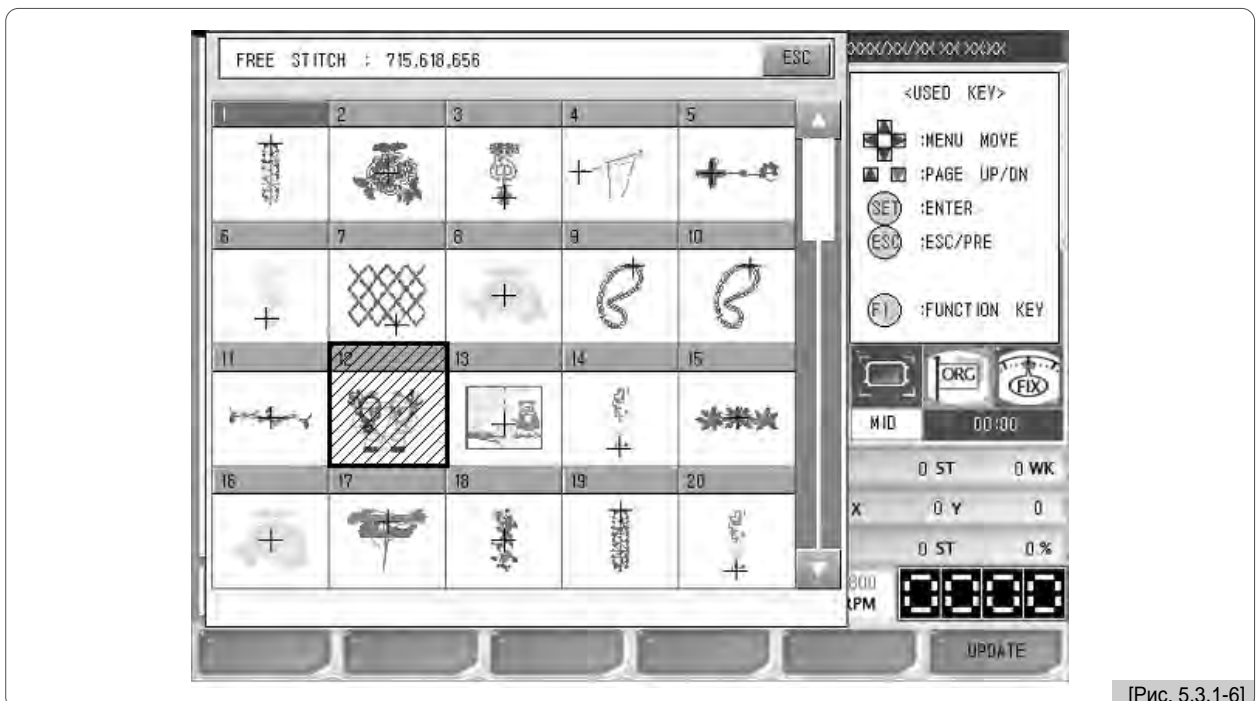 FREE STITCH : 715,618,656
ESC
1 2 3 4 5
6 7 8 9 10
11 12 13 14 15
16 17 18 19 20
<USED KEY>
:MENU MOVE
:PAGE UP/DN
SET :ENTER
ESC :ESC/PRE
F1 :FUNCTION KEY
ORG
FIX
MID 00:00
0 ST 0 WK
X 0 Y 0
0 ST 0 %
800
RPM
UPDATE
[Рис. 5.3.1-6]